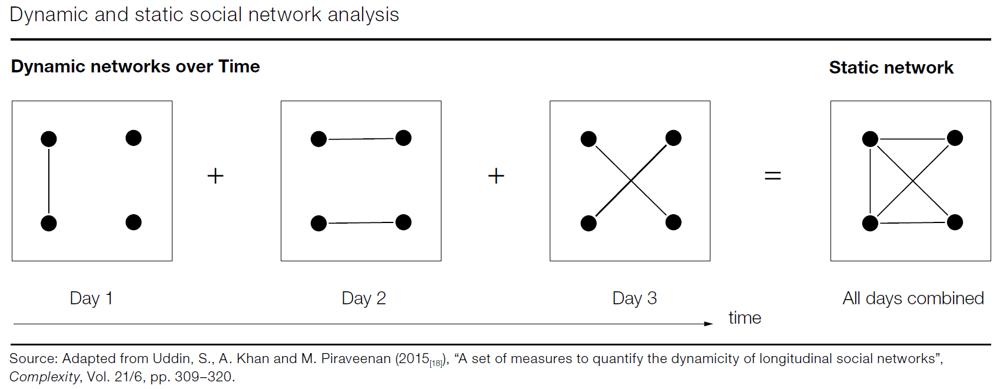 Dynamic and static social network analysis
Dynamic networks over Time
Static network
+
+
=
Day 1
Day 2
Day 3
All days combined
time
Source: Adapted from Uddin, S., A. Khan and M. Piraveenan (2015[18]), “A set of measures to quantify the dynamicity of longitudinal social networks”,
Complexity, Vol. 21/6, pp. 309–320.